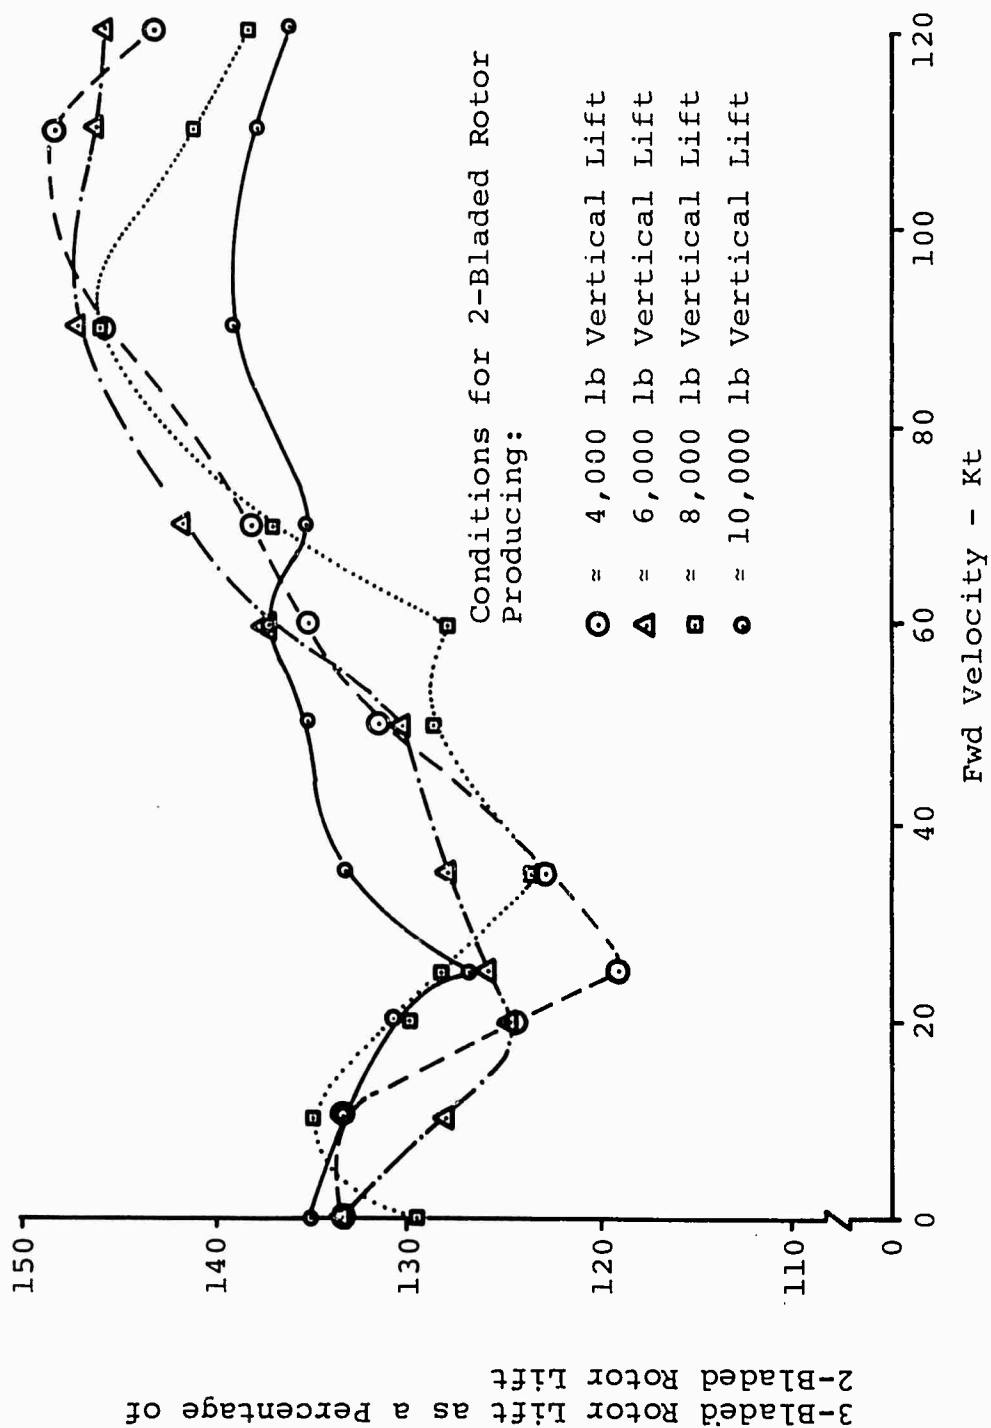 3-Bladed Rotor Lift as a Percentage of
2-Bladed Rotor Lift
150
140
130
120
110
0
0
20
40
60
80
100
120
Fwd Velocity - Kt
Conditions for 2-Bladed Rotor
Producing:
≈ 4,000 lb Vertical Lift
≈ 6,000 lb Vertical Lift
≈ 8,000 lb Vertical Lift
≈ 10,000 lb Vertical Lift